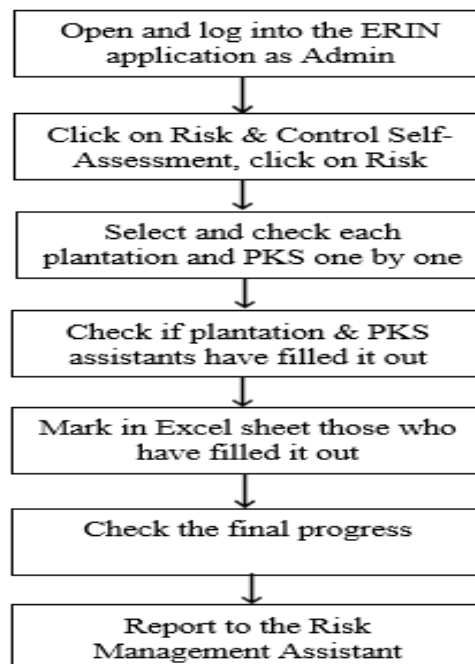 Open and log into the ERIN
application as Admin
Click on Risk & Control Self-
Assessment, click on Risk
Select and check each
plantation and PKS one by one
Check if plantation & PKS
assistants have filled it out
Mark in Excel sheet those who
have filled it out
Check the final progress
Report to the Risk
Management Assistant